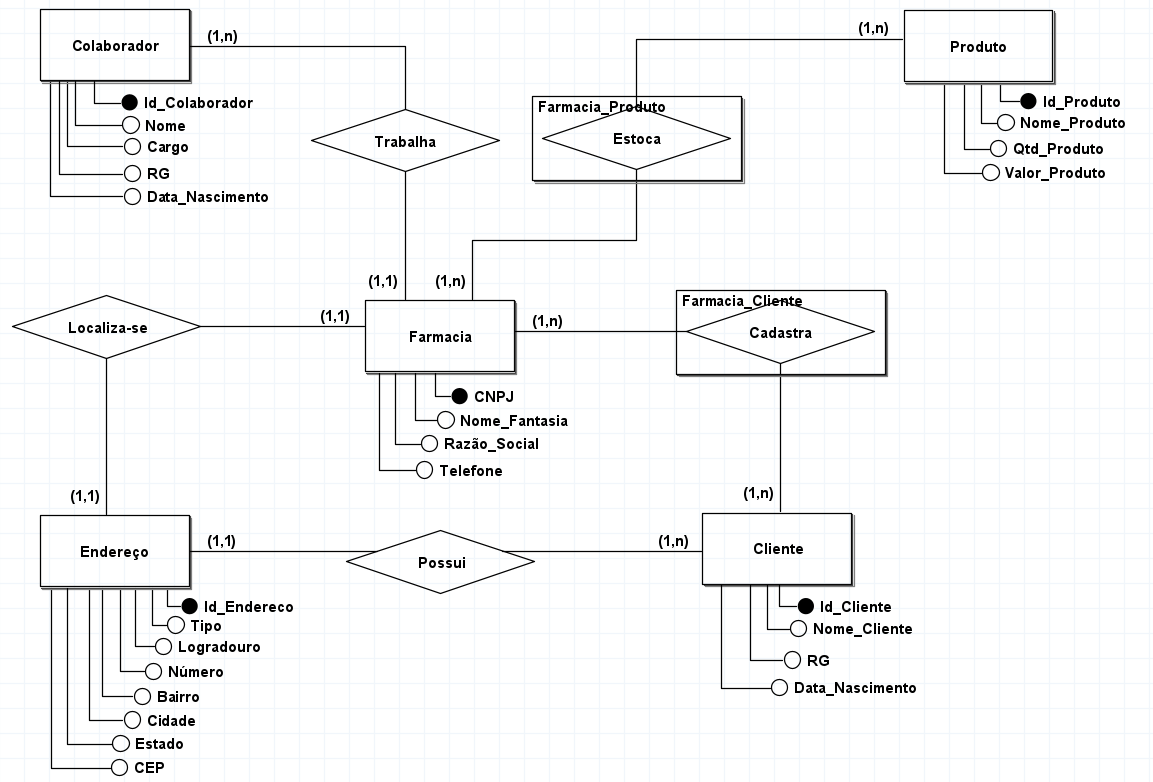 Colaborador
(1,n)
(1,n)
Produto
Id_Colaborador
Nome
Cargo
RG
Data_Nascimento
Trabalha
Farmacia_Produto
Estoca
Id_Produto
Nome_Produto
Qtd_Produto
Valor_Produto
(1,1)
(1,n)
Localiza-se
(1,1)
Farmacia
(1,n)
Farmacia_Cliente
Cadastra
CNPJ
Nome_Fantasia
Razão_Social
Telefone
(1,1)
(1,n)
Endereço
(1,1)
Possui
(1,n)
Cliente
Id_Endereco
Tipo
Logradouro
Número
Bairro
Cidade
Estado
CEP
Id_Cliente
Nome_Cliente
RG
Data_Nascimento